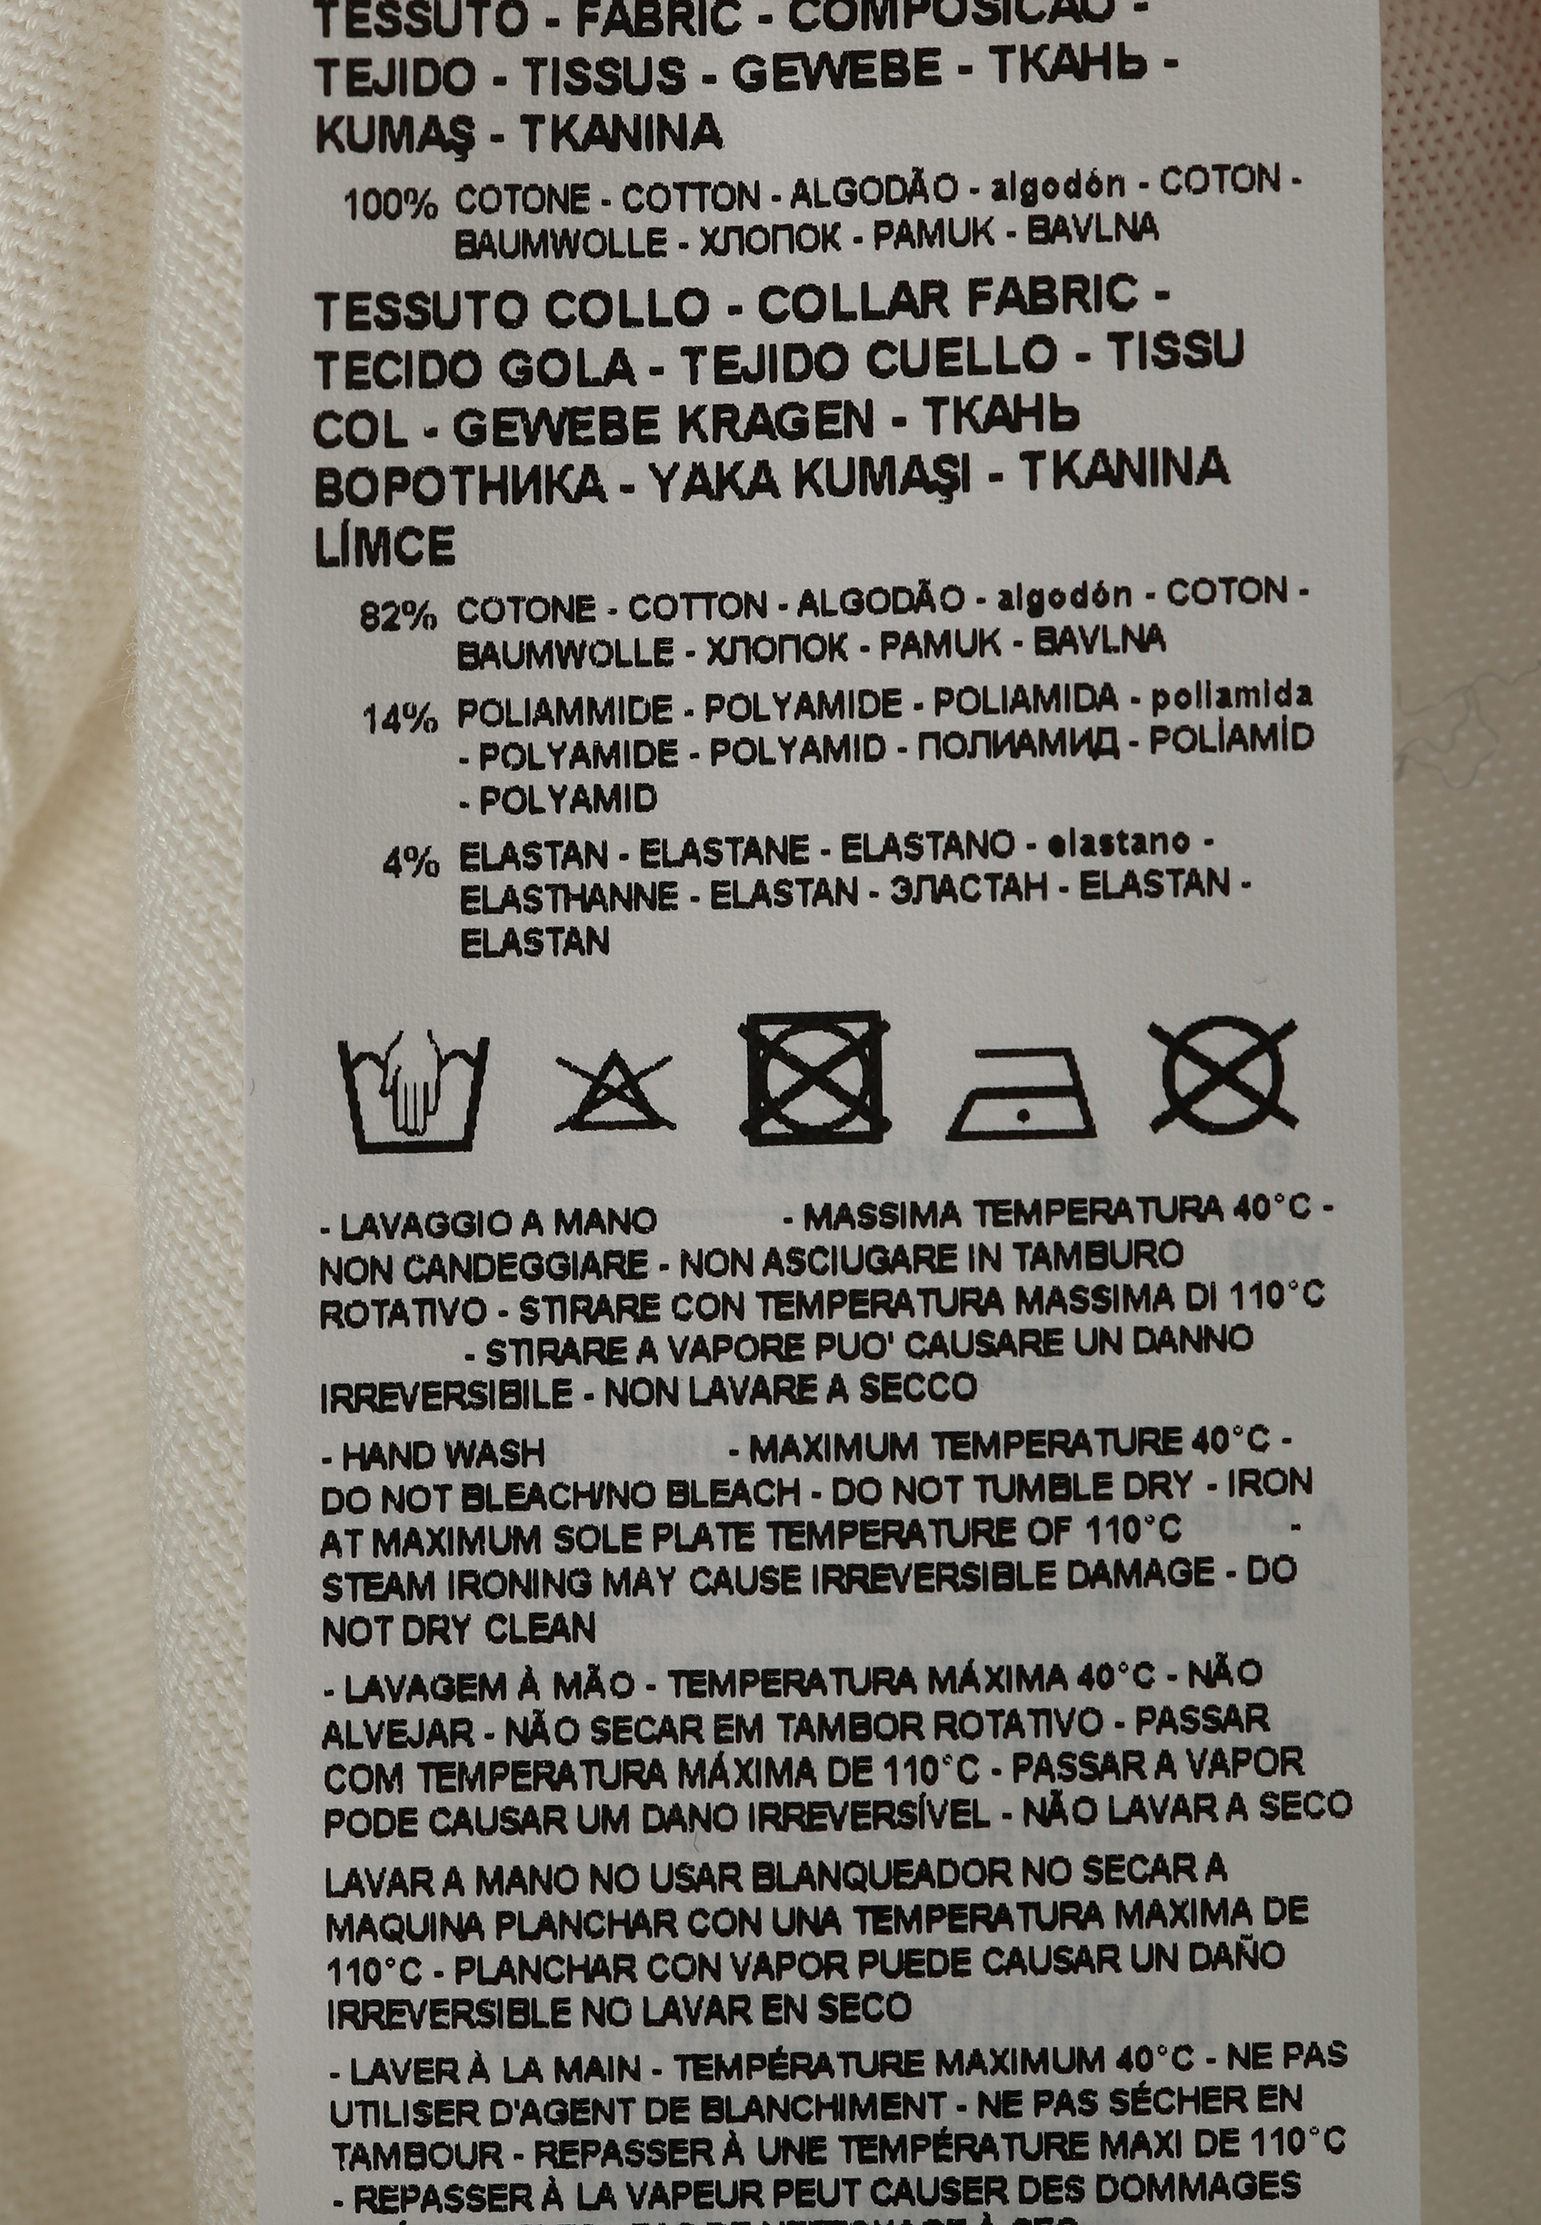 TESSUTO - FABRIC - COMPOSIÇÃO -
TEJIDO - TISSUS - GEWEBE - ТКАНЬ -
KUMAŞ - TKANINA
100% COTONE - COTTON - ALGODÃO - algodón - COTON -
BAUMWOLLE - ХЛОПОК - PAMUK - BAVLNA
TESSUTO COLLO - COLLAR FABRIC -
TECIDO GOLA - TEJIDO CUELLO - TISSU
COL - GEWEBE KRAGEN - ТКАНЬ
ВОРОТНИКА - YAKA KUMAŞI - TKANINA
LÍMCE
82% COTONE - COTTON - ALGODÃO - algodón - COTON -
BAUMWOLLE - ХЛОПОК - PAMUK - BAVLNA
14% POLIAMMIDE - POLYAMIDE - POLIAMIDA - poliamida
- POLYAMIDE - POLYAMID - ПОЛИАМИД - POLİAMİD
- POLYAMID
4% ELASTAN - ELASTANE - ELASTANO - elastano -
ELASTHANNE - ELASTAN - ЭЛАСТАН - ELASTAN -
ELASTAN
- LAVAGGIO A MANO - MASSIMA TEMPERATURA 40°C -
NON CANDEGGIARE - NON ASCIUGARE IN TAMBURO
ROTATIVO - STIRARE CON TEMPERATURA MASSIMA DI 110°C
- STIRARE A VAPORE PUO' CAUSARE UN DANNO
IRREVERSIBILE - NON LAVARE A SECCO
- HAND WASH - MAXIMUM TEMPERATURE 40°C -
DO NOT BLEACH/NO BLEACH - DO NOT TUMBLE DRY - IRON
AT MAXIMUM SOLE PLATE TEMPERATURE OF 110°C -
STEAM IRONING MAY CAUSE IRREVERSIBLE DAMAGE - DO
NOT DRY CLEAN
- LAVAGEM À MÃO - TEMPERATURA MÁXIMA 40°C - NÃO
ALVEJAR - NÃO SECAR EM TAMBOR ROTATIVO - PASSAR
COM TEMPERATURA MÁXIMA DE 110°C - PASSAR A VAPOR
PODE CAUSAR UM DANO IRREVERSÍVEL - NÃO LAVAR A SECO
LAVAR A MANO NO USAR BLANQUEADOR NO SECAR A
MAQUINA PLANCHAR CON UNA TEMPERATURA MAXIMA DE
110°C - PLANCHAR CON VAPOR PUEDE CAUSAR UN DAÑO
IRREVERSIBLE NO LAVAR EN SECO
- LAVER À LA MAIN - TEMPÉRATURE MAXIMUM 40°C - NE PAS
UTILISER D'AGENT DE BLANCHIMENT - NE PAS SÉCHER EN
TAMBOUR - REPASSER À UNE TEMPÉRATURE MAXI DE 110°C
- REPASSER À LA VAPEUR PEUT CAUSER DES DOMMAGES